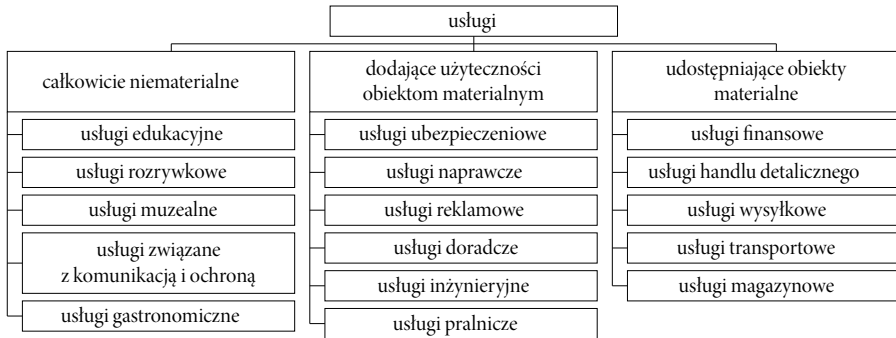 usługi
całkowicie niematerialne
usługi edukacyjne
usługi rozrywkowe
usługi muzealne
usługi związane
z komunikacją i ochroną
usługi gastronomiczne
dodające użyteczności
obiektom materialnym
usługi ubezpieczeniowe
usługi naprawcze
usługi reklamowe
usługi doradcze
usługi inżynieryjne
usługi pralnicze
udostępniające obiekty
materialne
usługi finansowe
usługi handlu detalicznego
usługi wysyłkowe
usługi transportowe
usługi magazynowe